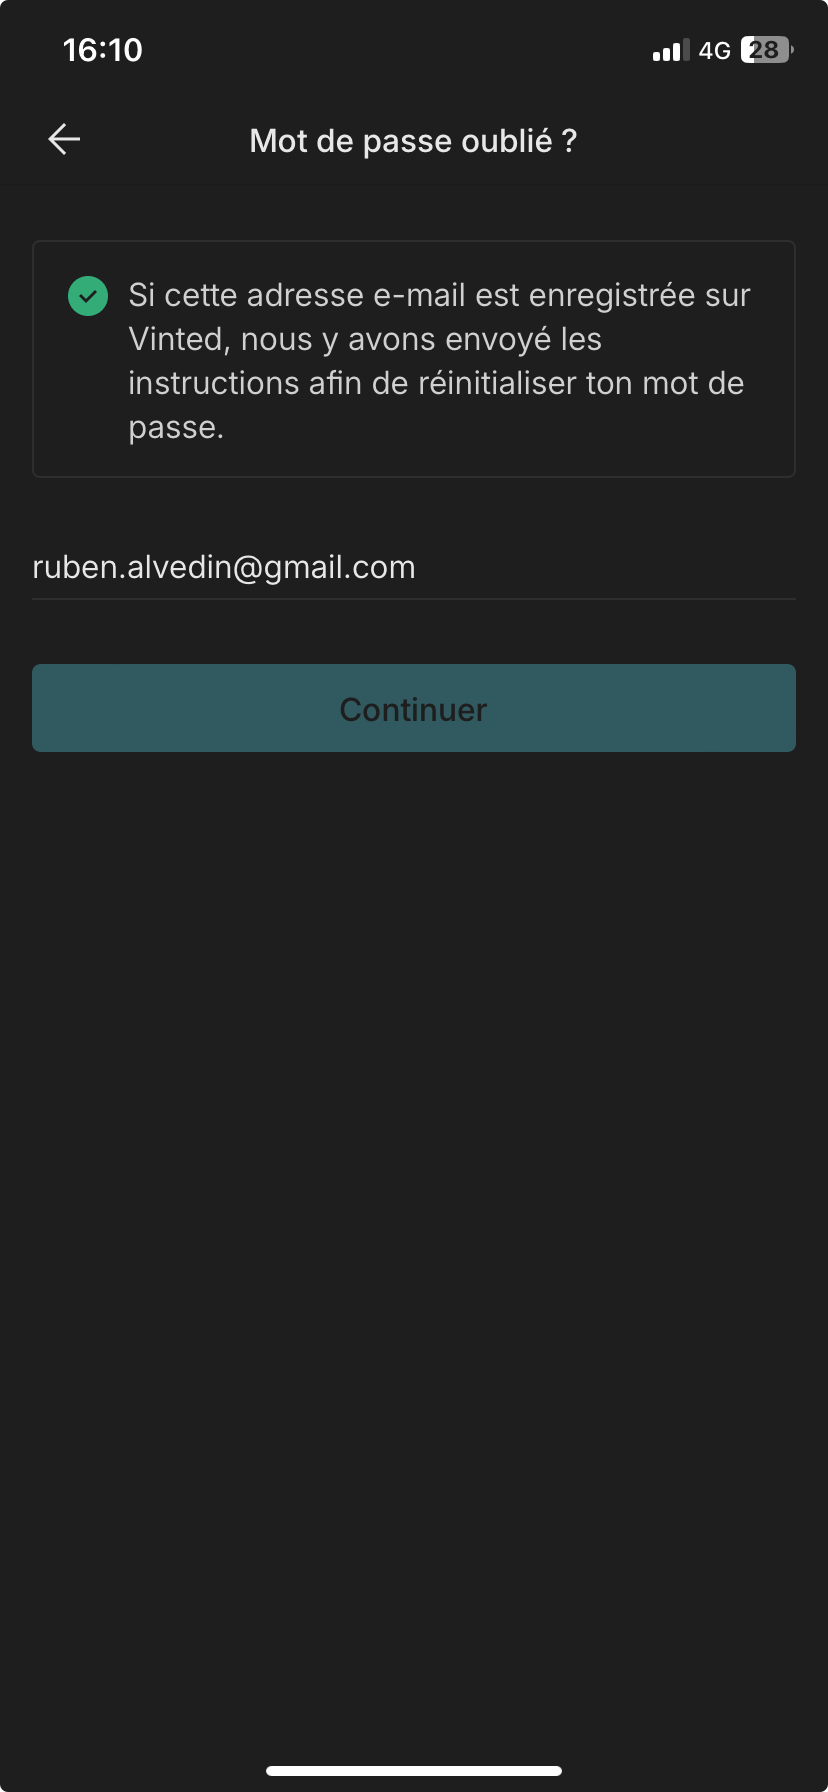 16:10
4G
28
Mot de passe oublié ?
Si cette adresse e-mail est enregistrée sur
Vinted, nous y avons envoyé les
instructions afin de réinitialiser ton mot de
passe.
ruben.alvedin@gmail.com
Continuer